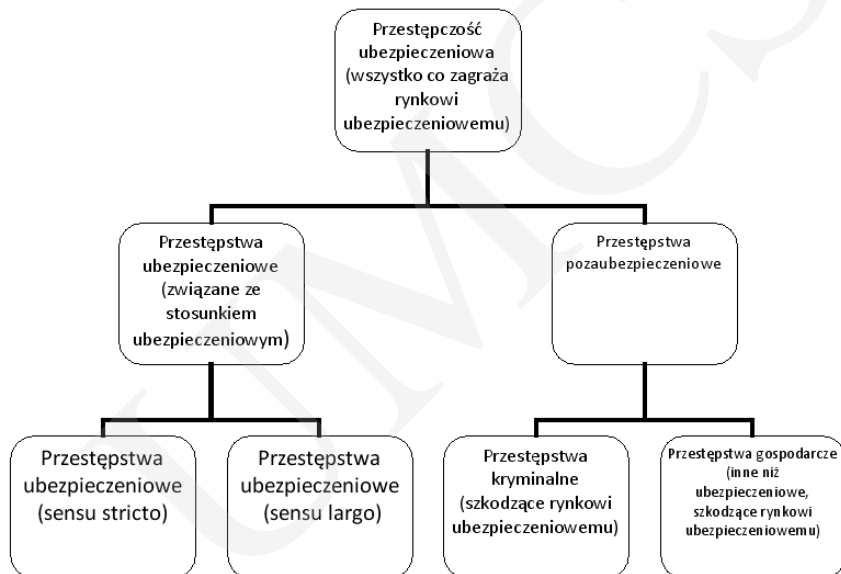 Przestępczość
ubezpieczeniowa
(wszystko co zagraża
rynkowi
ubezpieczeniowemu)
Przestępstwa
ubezpieczeniowe
(związane ze
stosunkiem
ubezpieczeniowym)
Przestępstwa
pozaubezpieczeniowe
Przestępstwa
ubezpieczeniowe
(sensu stricto)
Przestępstwa
ubezpieczeniowe
(sensu largo)
Przestępstwa
kryminalne
(szkodzące rynkowi
ubezpieczeniowemu)
Przestępstwa gospodarcze
(inne niż
ubezpieczeniowe,
szkodzące rynkowi
ubezpieczeniowemu)
UMCS